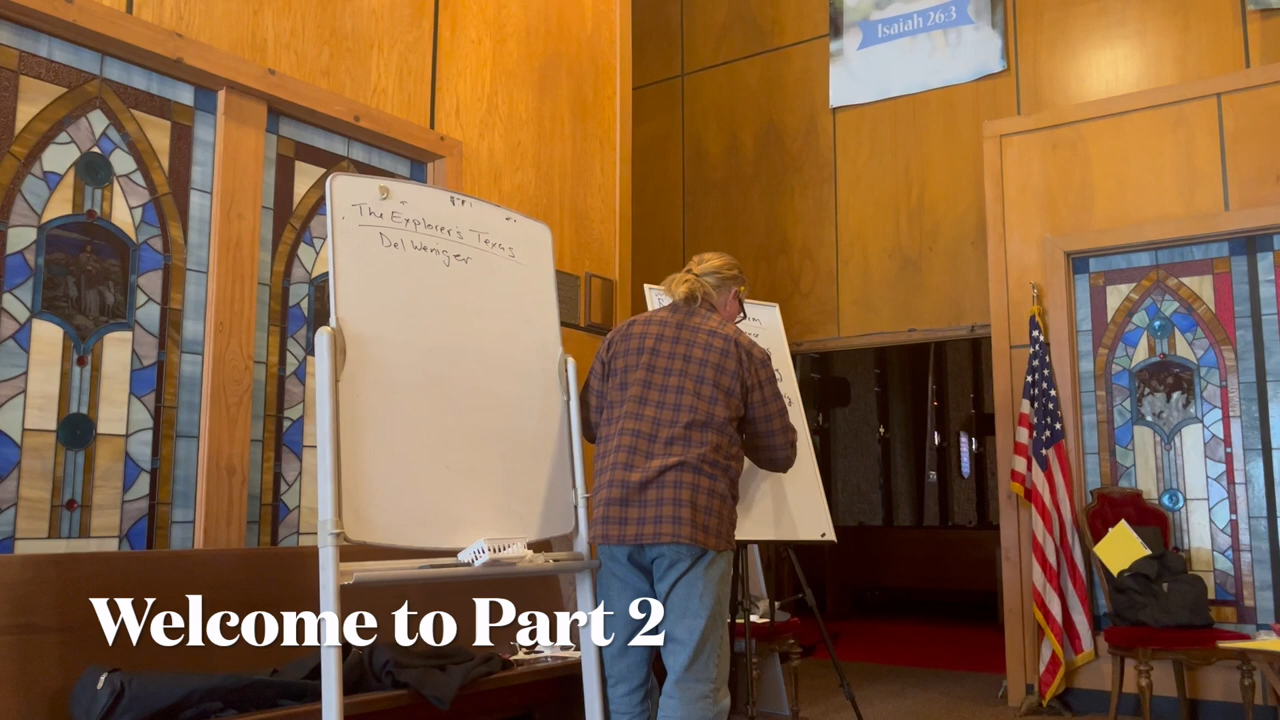 Isaiah 26:3
The Explorer's Texas
Del Weniger
Welcome to Part 2